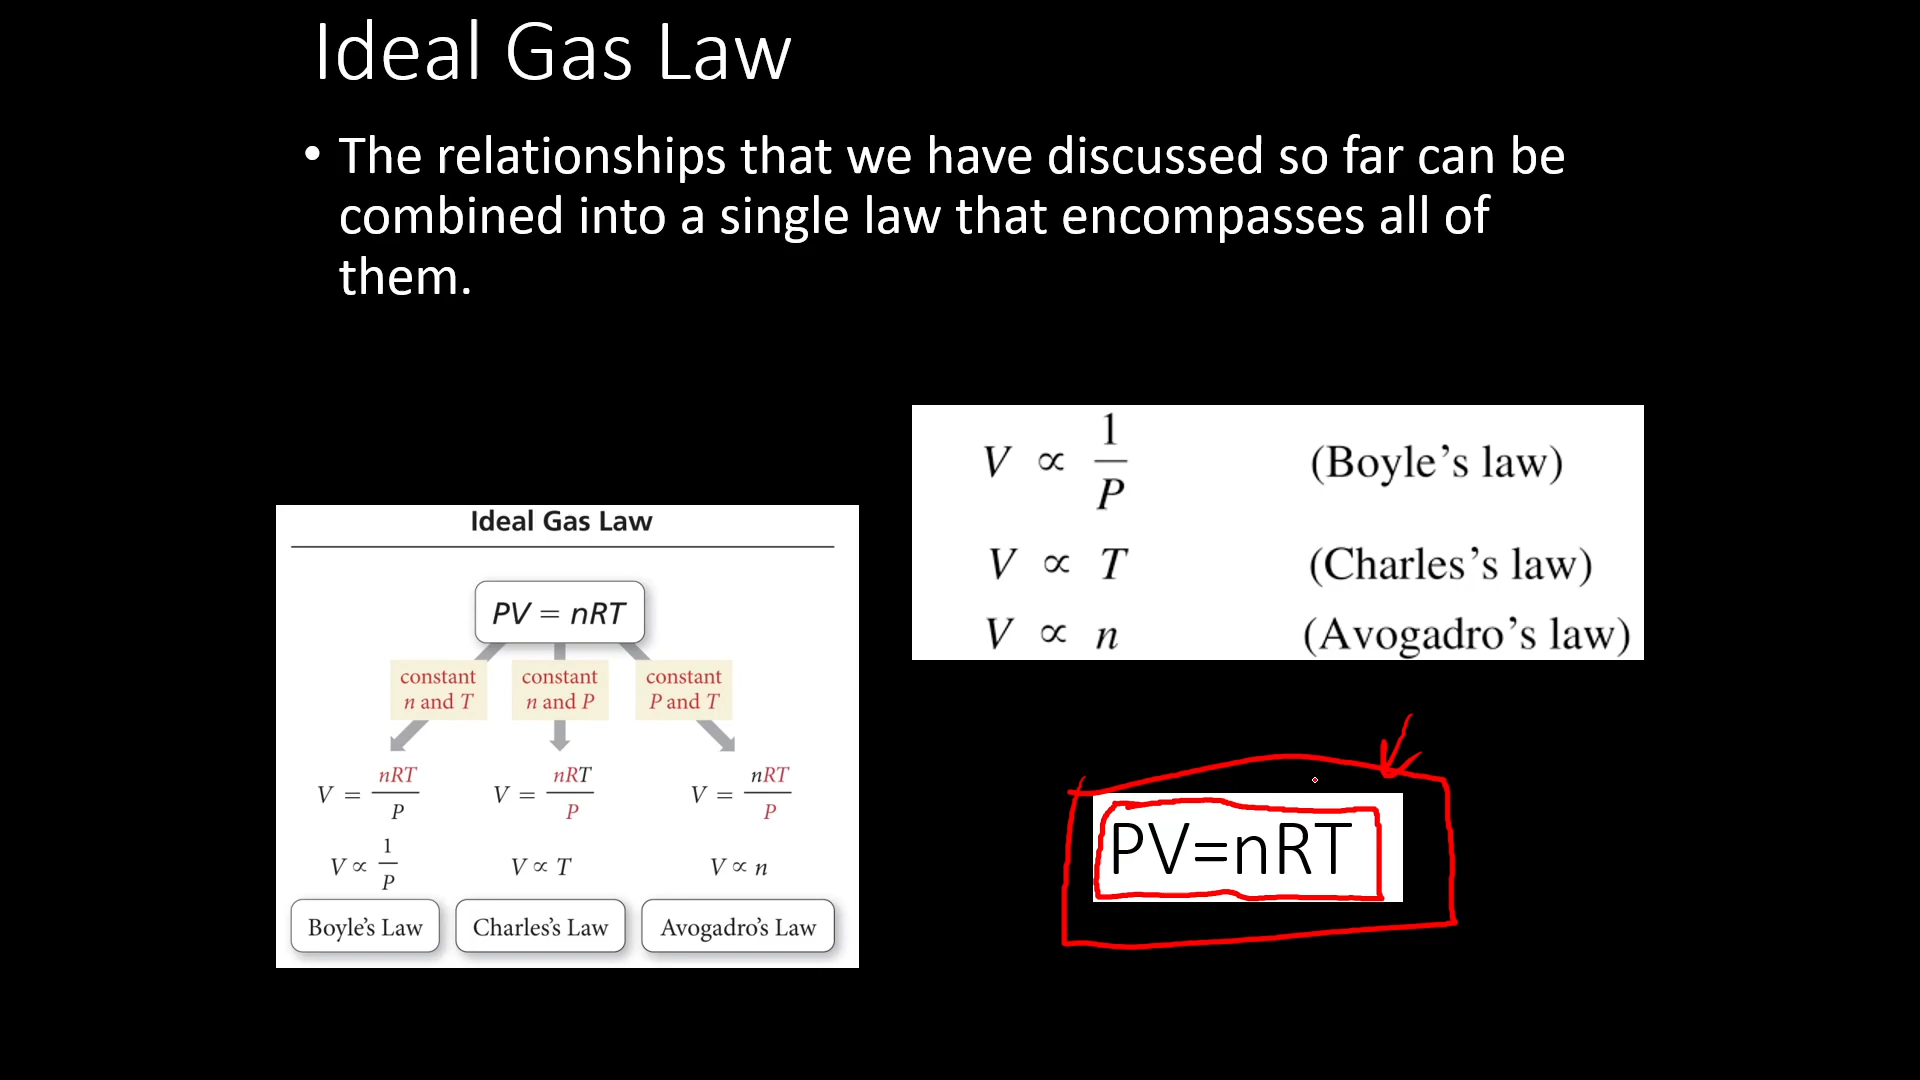 Ideal Gas Law
• The relationships that we have discussed so far can be
combined into a single law that encompasses all of
them.
Ideal Gas Law
PV = nRT
constant n and T
constant n and P
constant P and T
V = nRT/P
V = nRT/P
V = nRT/P
V ∝ 1/P
V ∝ T
V ∝ n
Boyle’s Law
Charles’s Law
Avogadro’s Law
V ∝ 1/P (Boyle’s law)
V ∝ T (Charles’s law)
V ∝ n (Avogadro’s law)
PV=nRT